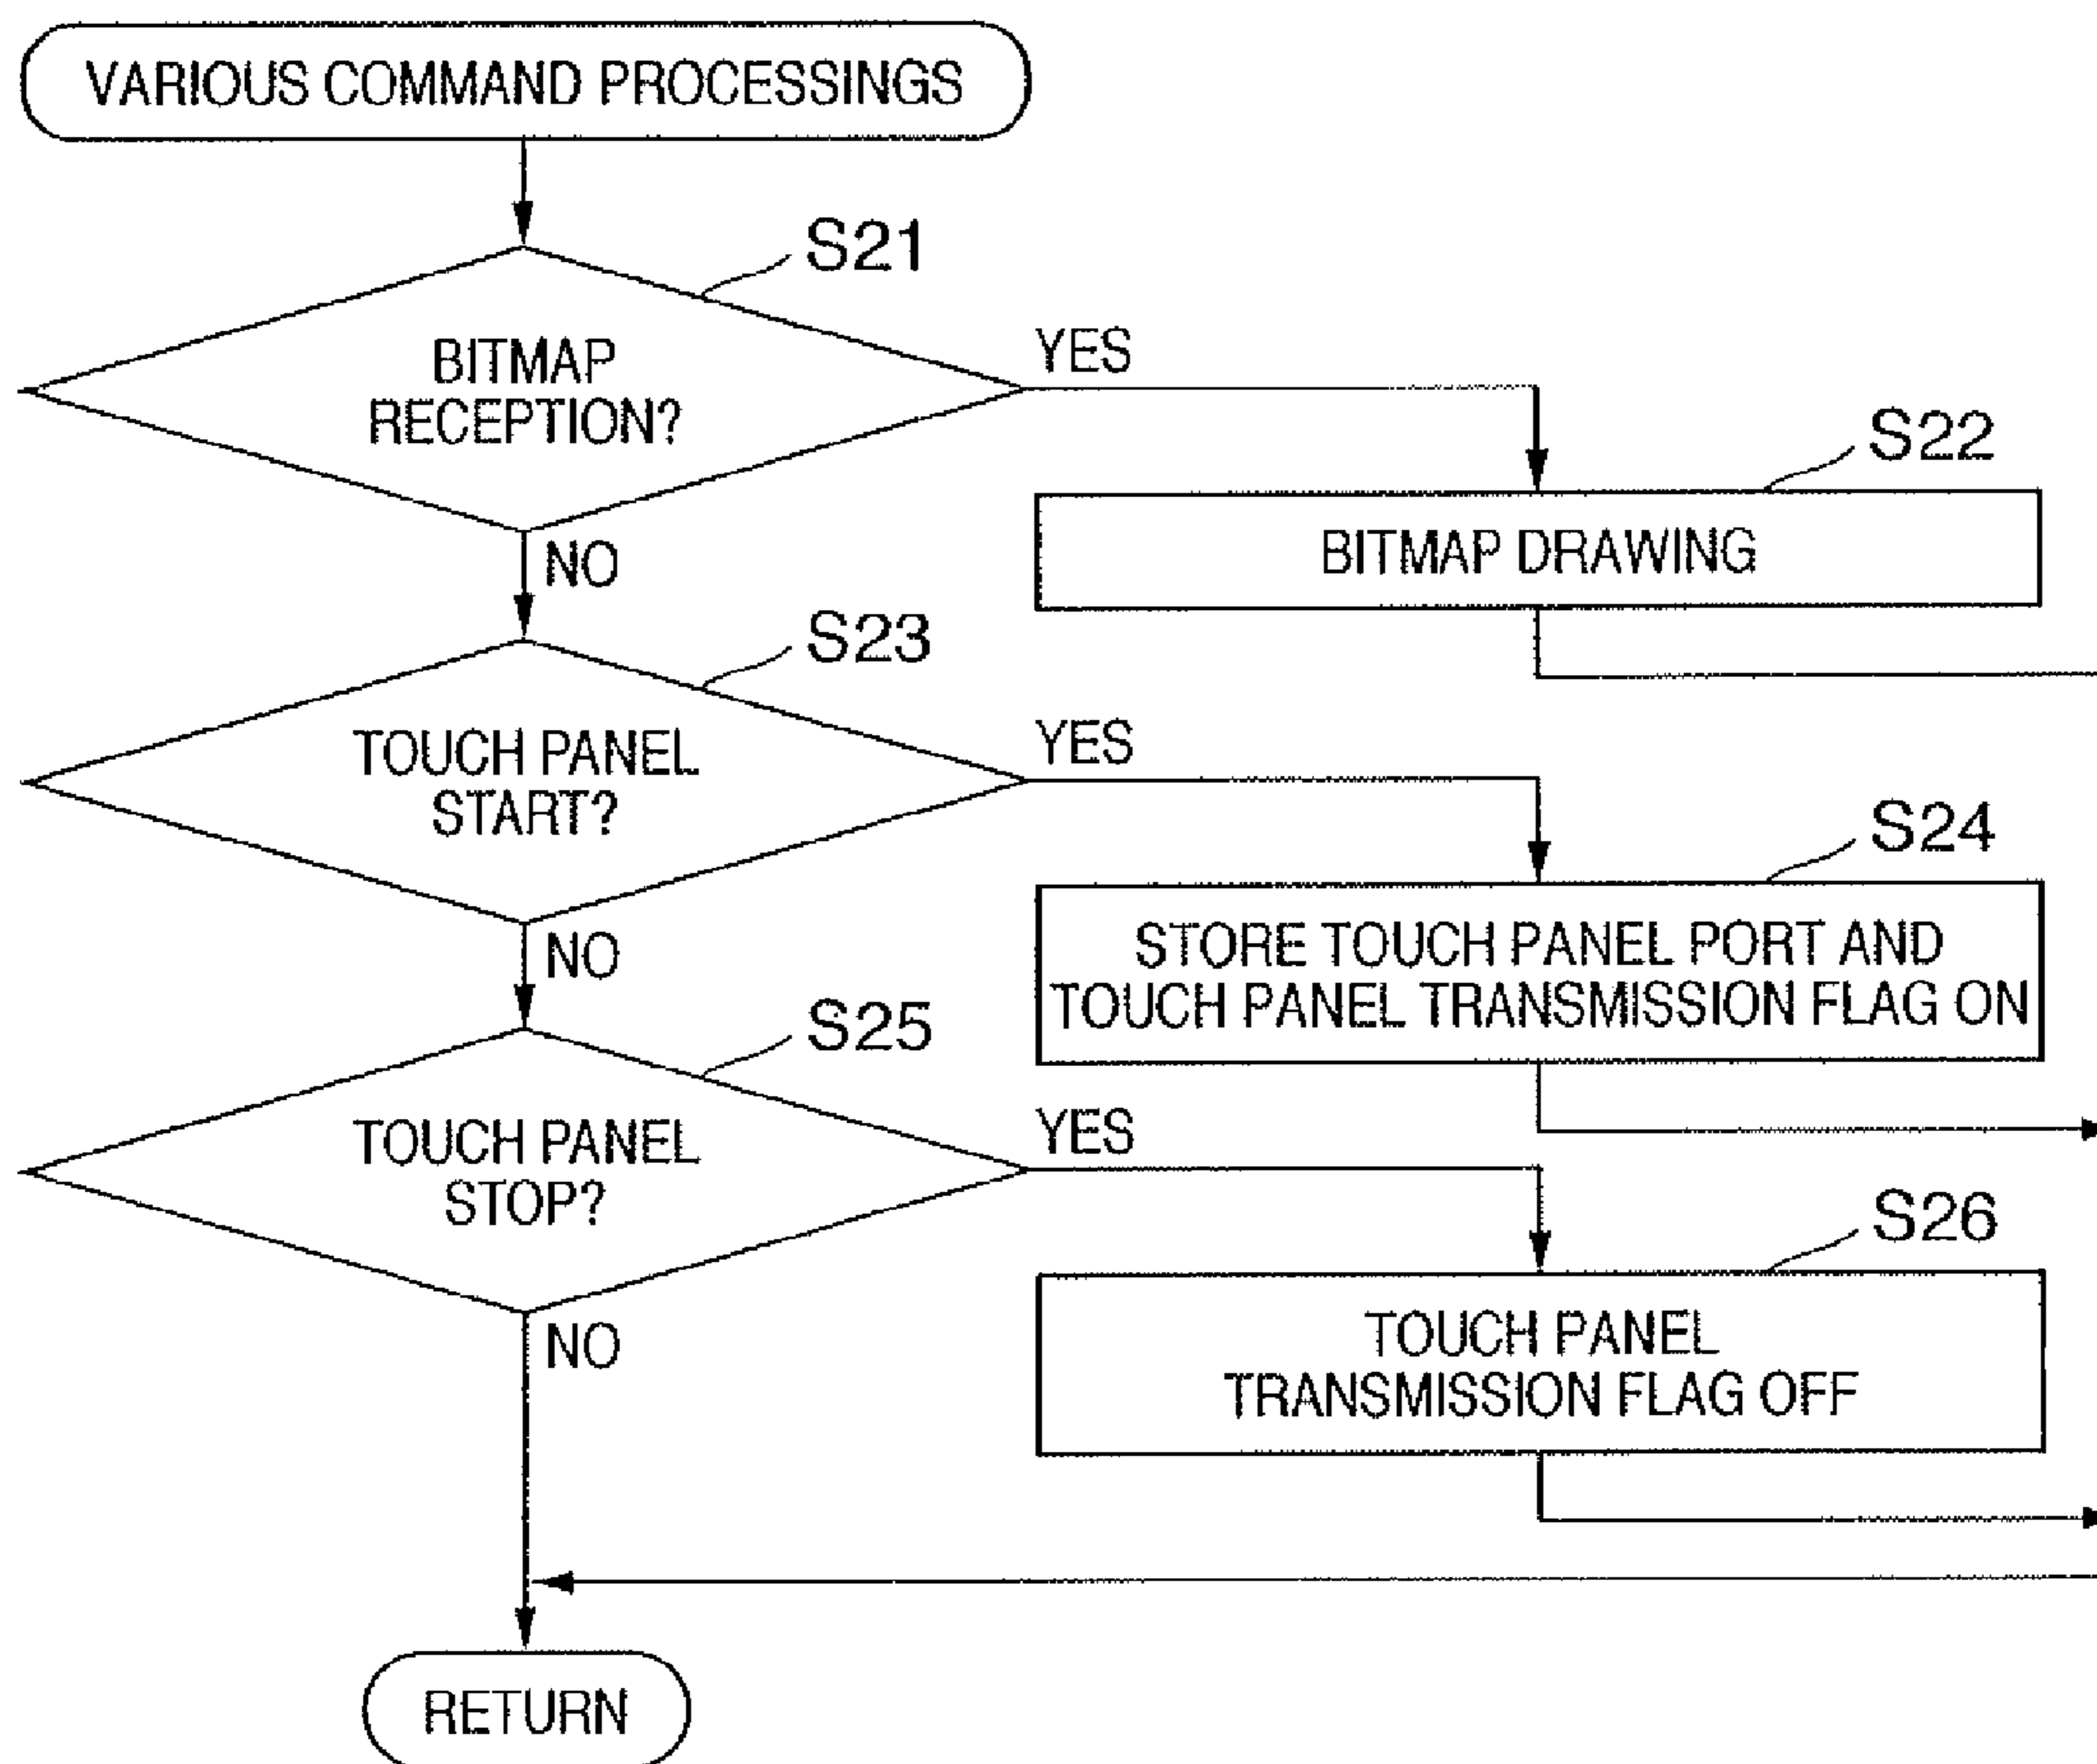 VARIOUS COMMAND PROCESSINGS
S21
BITMAP
RECEPTION?
YES
NO
S22
BITMAP DRAWING
S23
TOUCH PANEL
START?
YES
NO
S24
STORE TOUCH PANEL PORT AND
TOUCH PANEL TRANSMISSION FLAG ON
S25
TOUCH PANEL
STOP?
YES
NO
S26
TOUCH PANEL
TRANSMISSION FLAG OFF
RETURN